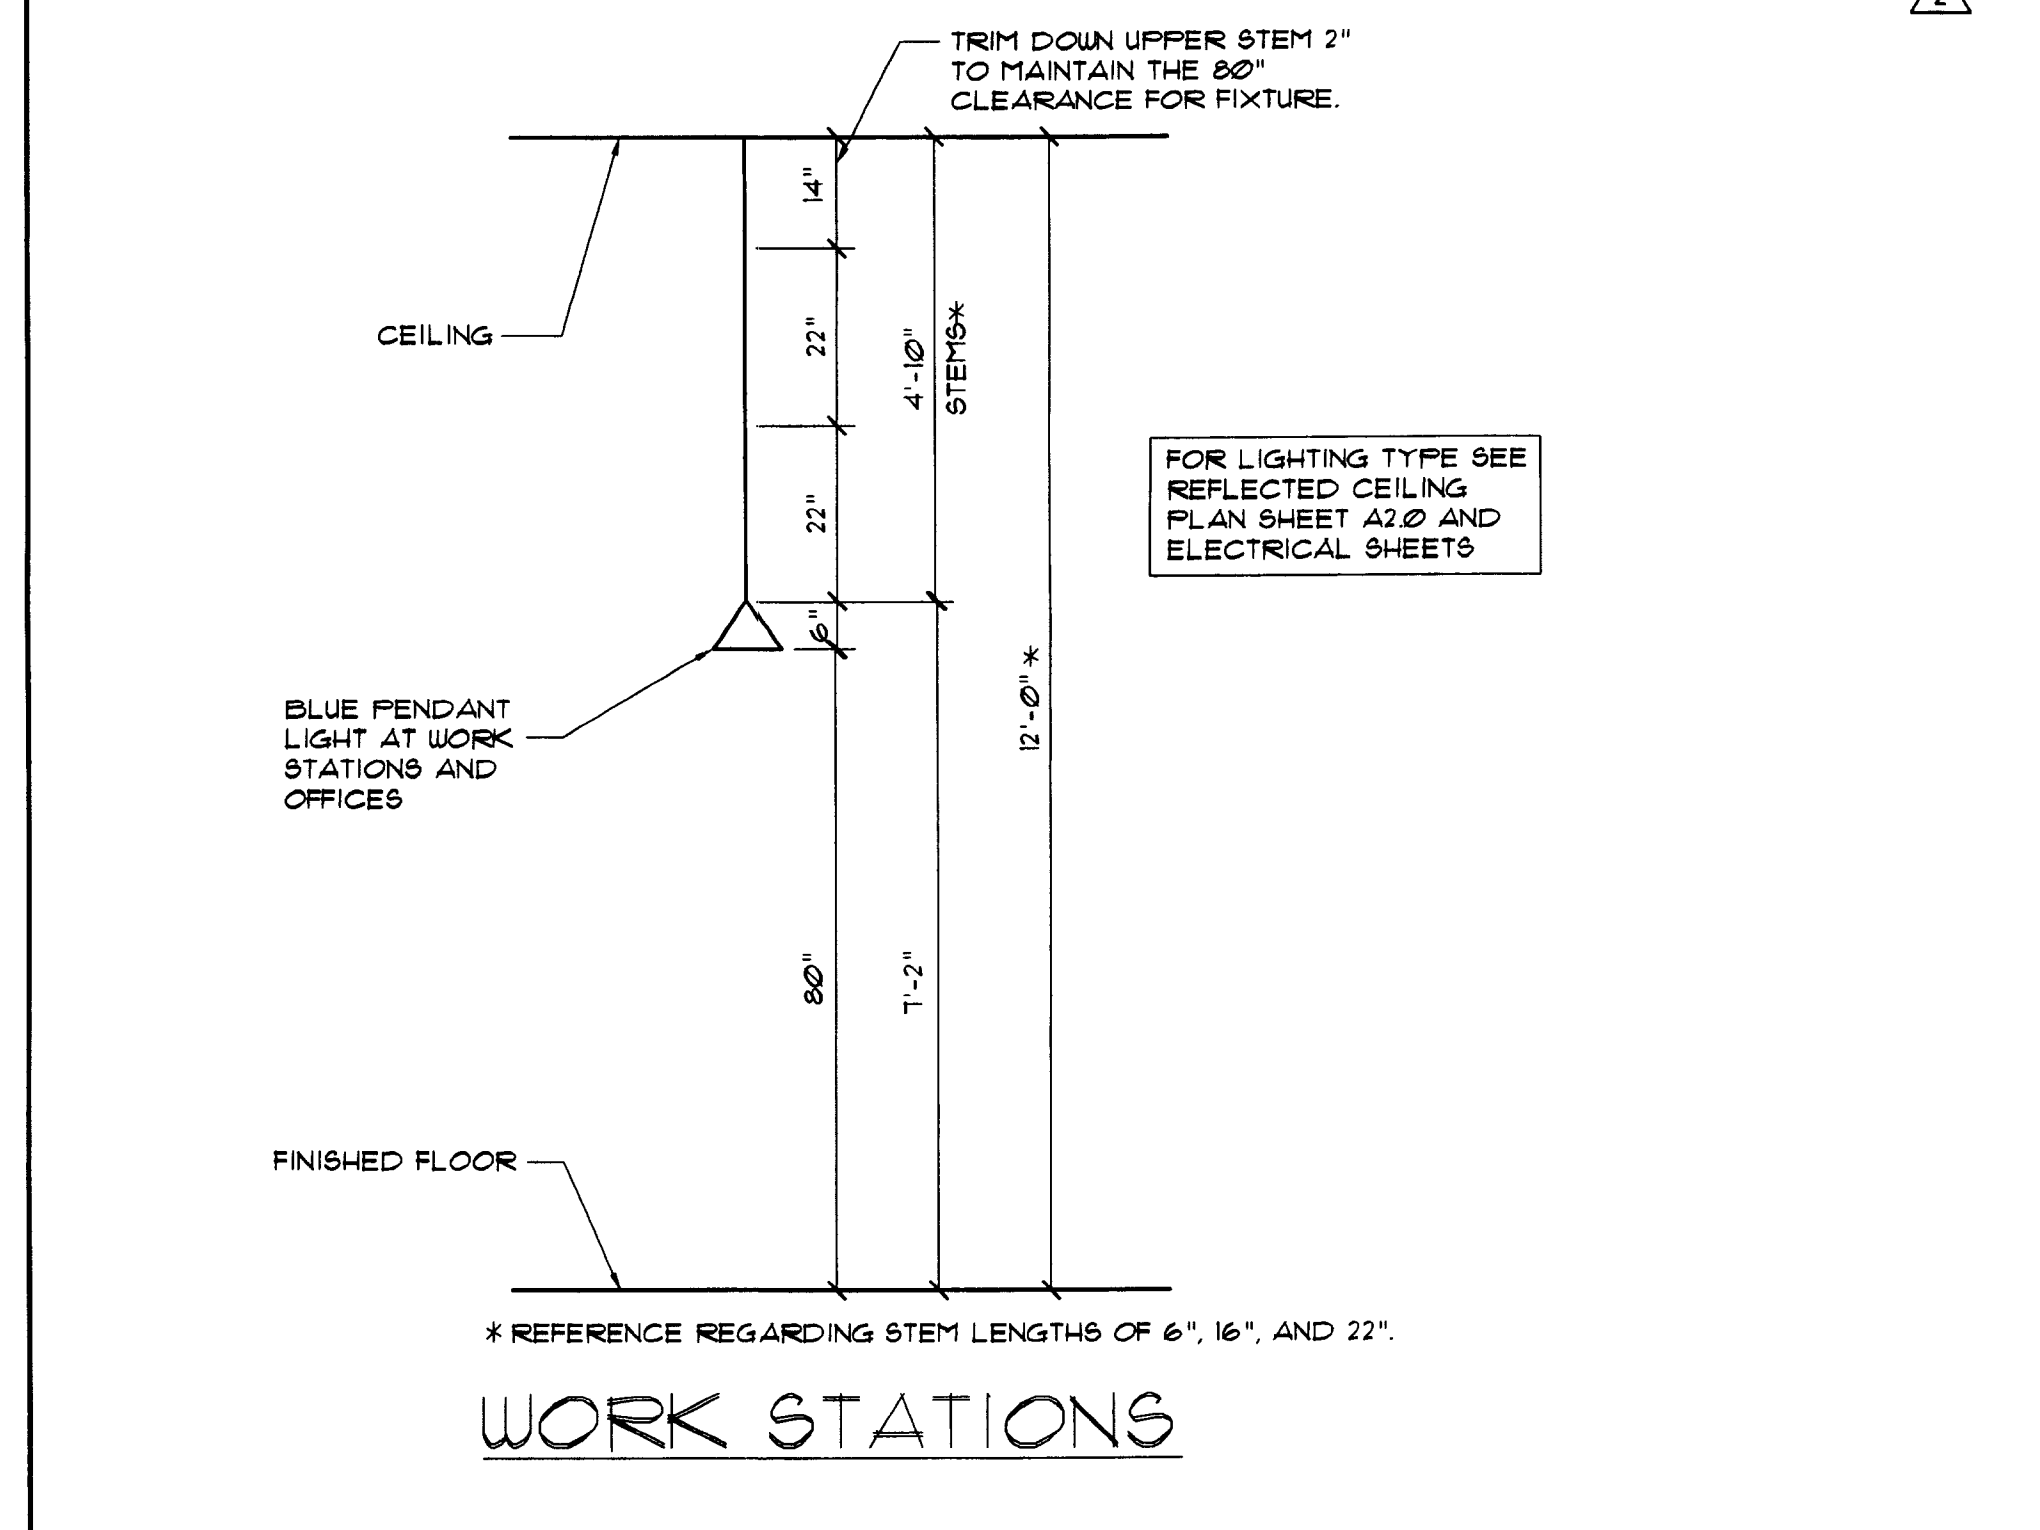 2
TRIM DOWN UPPER STEM 2"
TO MAINTAIN THE 80"
CLEARANCE FOR FIXTURE.
14"
CEILING
22"
4'-10"
STEMS*
FOR LIGHTING TYPE SEE
REFLECTED CEILING
PLAN SHEET A2.0 AND
ELECTRICAL SHEETS
22"
6"
12'-0" *
BLUE PENDANT
LIGHT AT WORK
STATIONS AND
OFFICES
80"
7'-2"
FINISHED FLOOR
* REFERENCE REGARDING STEM LENGTHS OF 6", 16", AND 22".
WORK STATIONS